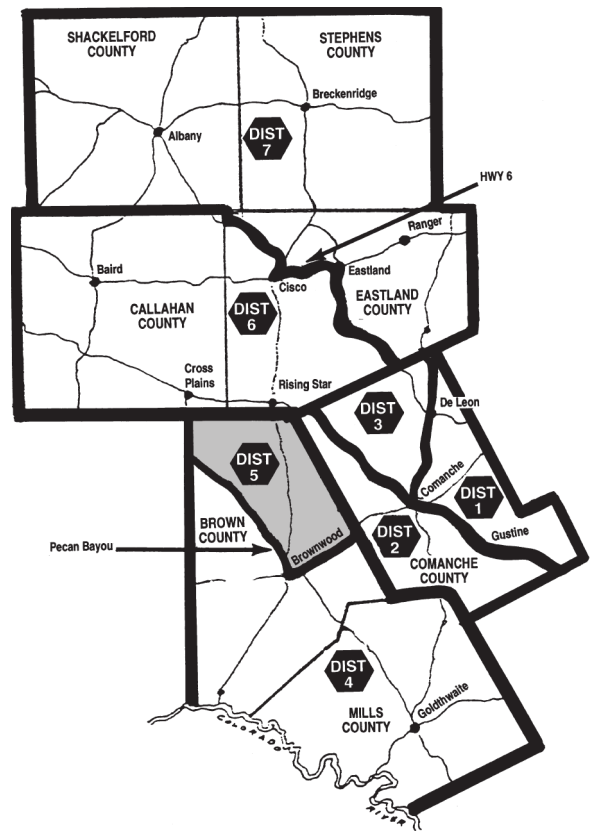 SHACKELFORD
COUNTY
STEPHENS
COUNTY
Breckenridge
Albany
DIST
7
HWY 6
Ranger
Baird
Eastland
Cisco
CALLAHAN
COUNTY
DIST
6
EASTLAND
COUNTY
Cross
Plains
Rising Star
DIST
3
De Leon
DIST
5
Comanche
DIST
1
BROWN
COUNTY
DIST
2
Gustine
Pecan Bayou
Brownwood
COMANCHE
COUNTY
DIST
4
MILLS
COUNTY
Goldthwaite
COLORADO
RIVER